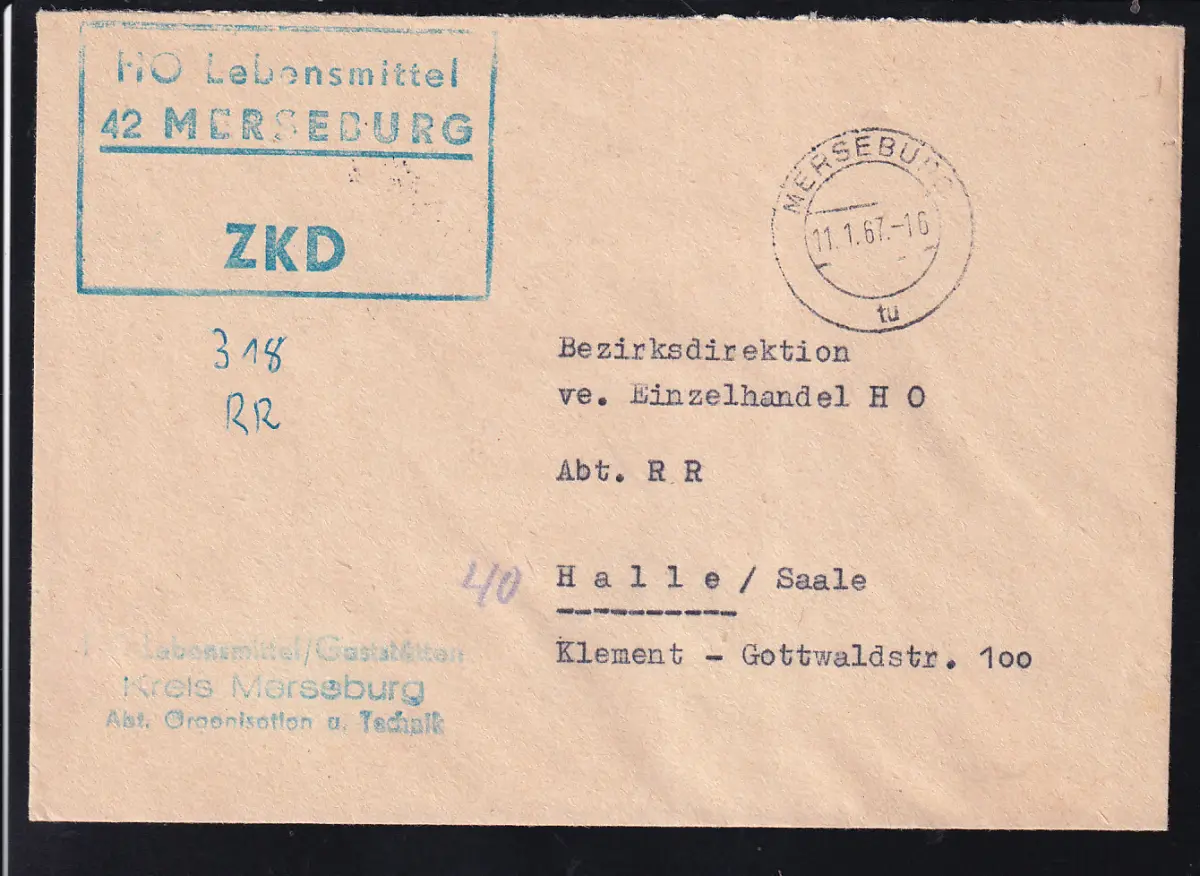 HO Lebensmittel
42 MERSEBURG
ZKD
MERSEBURG
11.1.67.-16
tu
318
RR
Bezirksdirektion
ve. Einzelhandel H O
Abt. R R
40
H a l l e / Saale
Klement - Gottwaldstr. 100
Lebensmittel/Gaststätten
Kreis Merseburg
Abt. Organisation u. Technik